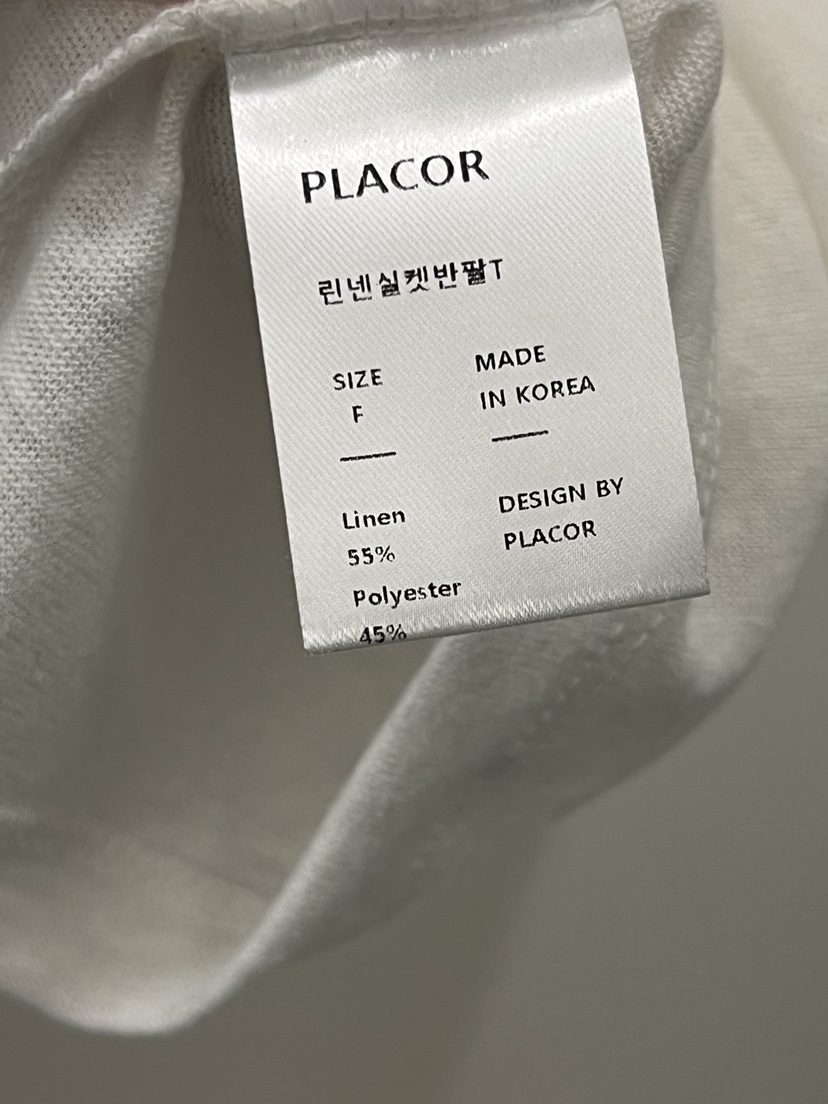 PLACOR
린넨실켓반팔T
SIZE
F
MADE
IN KOREA
Linen
55%
Polyester
45%
DESIGN BY
PLACOR